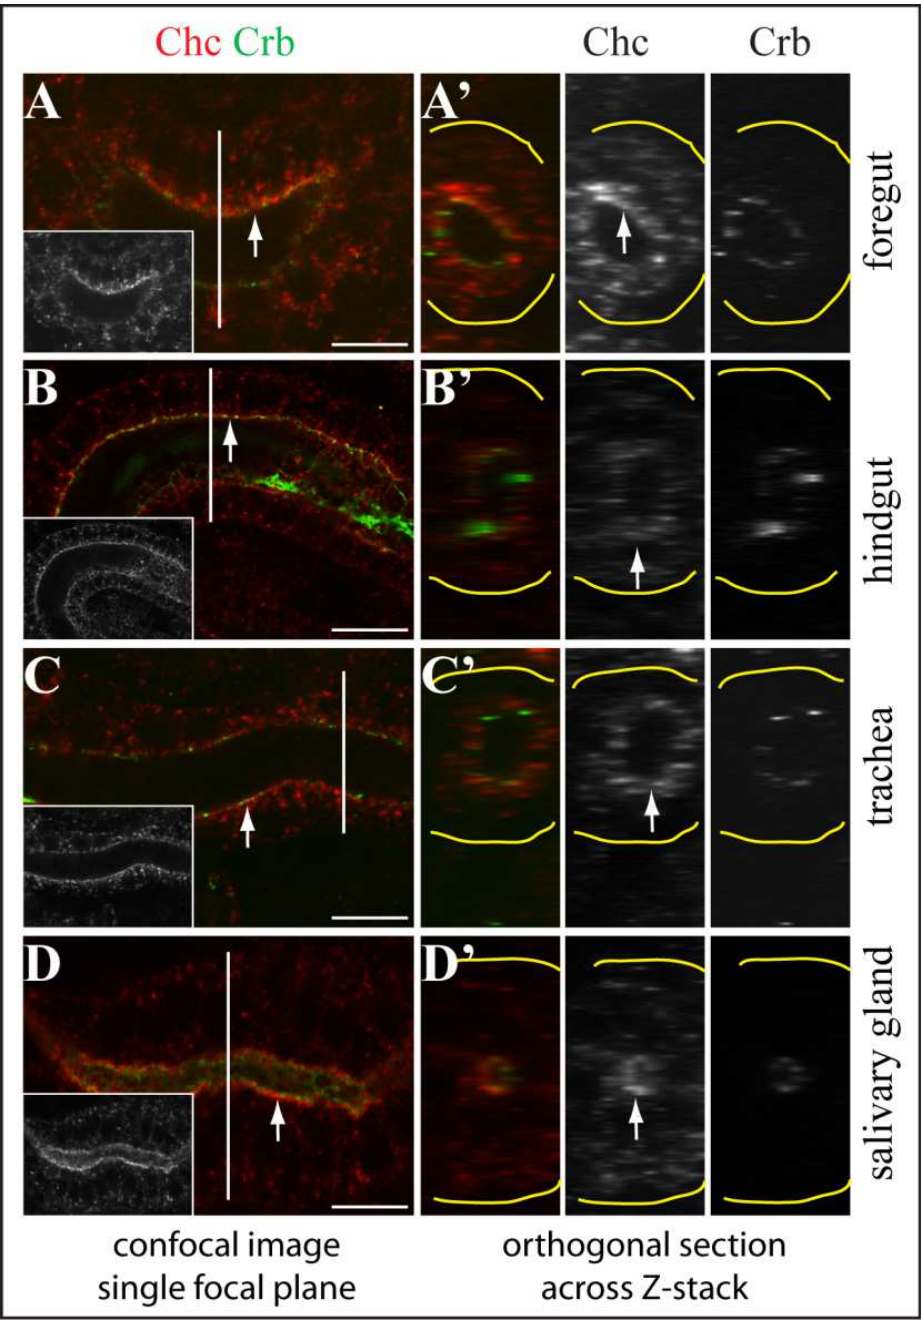 Chc Crb
Chc
Crb
A
A’
foregut
B
B’
hindgut
C
C’
trachea
D
D’
salivary gland
confocal image
single focal plane
orthogonal section
across Z-stack